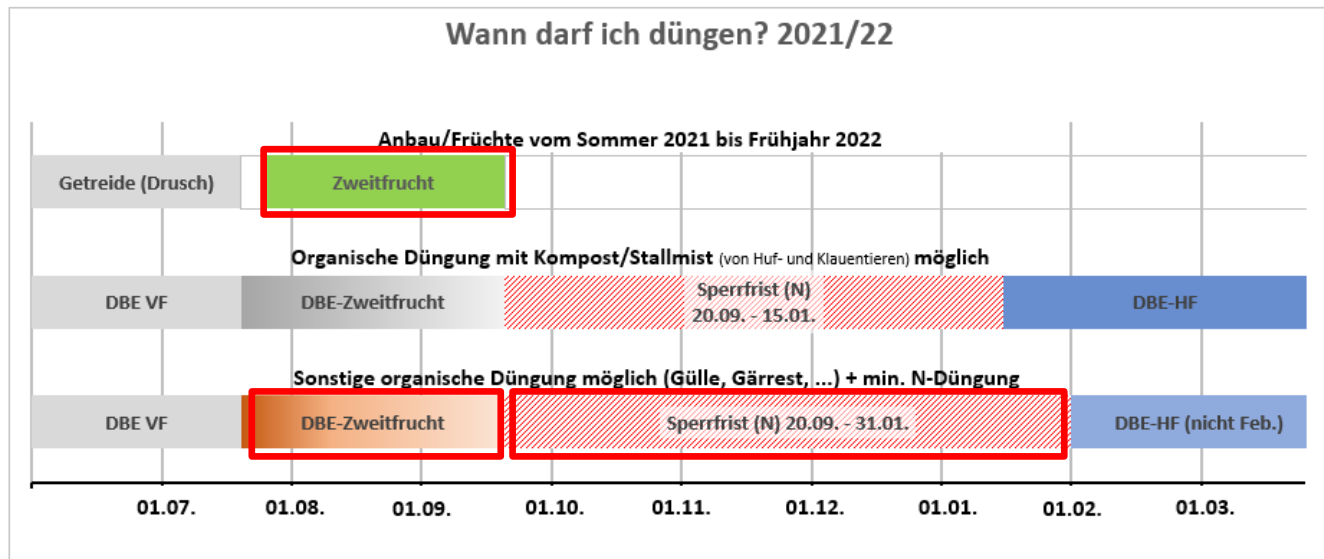 Wann darf ich düngen? 2021/22
Anbau/Früchte vom Sommer 2021 bis Frühjahr 2022
Getreide (Drusch) Zweitfrucht
Organische Düngung mit Kompost/Stallmist (von Huf- und Klauentieren) möglich
DBE VF DBE-Zweitfrucht Sperrfrist (N) DBE-HF
20.09. - 15.01.
Sonstige organische Düngung möglich (Gülle, Gärrest, ...) + min. N-Düngung
DBE VF DBE-Zweitfrucht Sperrfrist (N) 20.09. - 31.01. DBE-HF (nicht Feb.)
01.07. 01.08. 01.09. 01.10. 01.11. 01.12. 01.01. 01.02. 01.03.